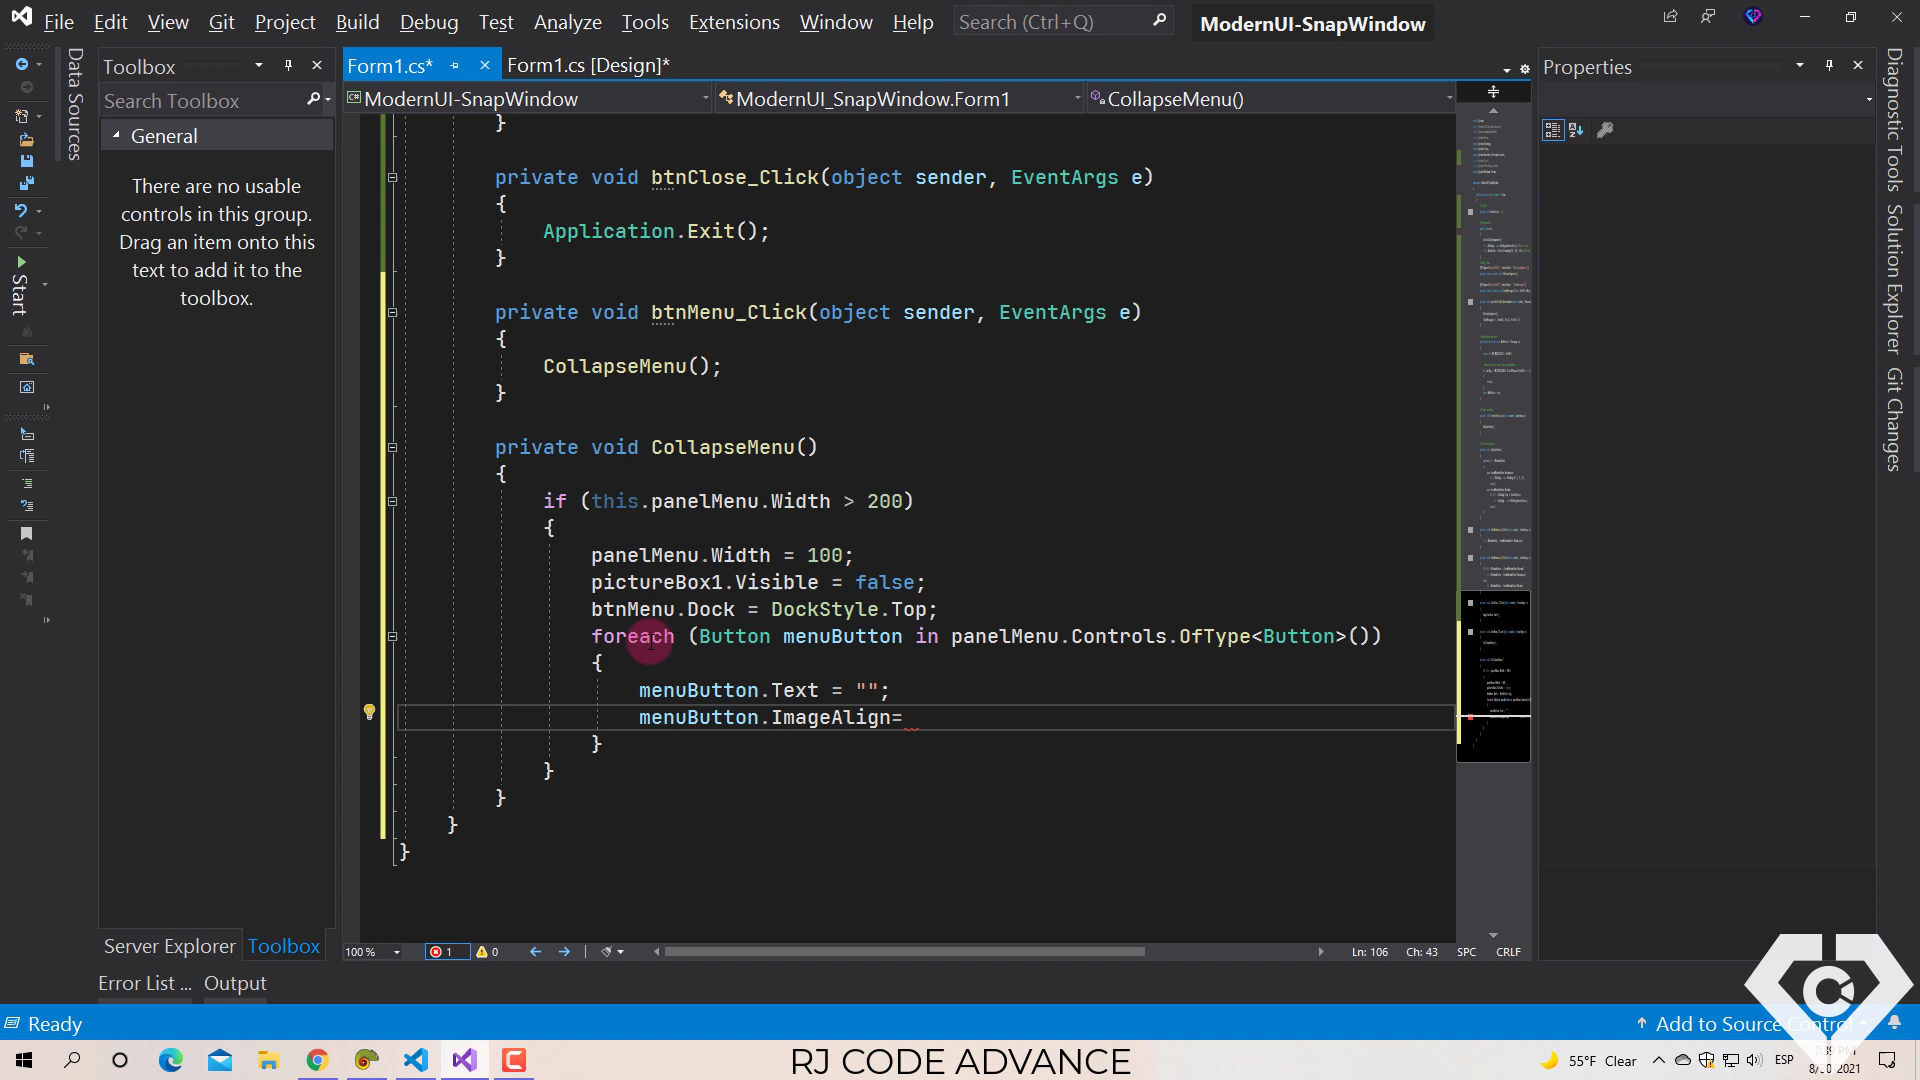 File Edit View Git Project Build Debug Test Analyze Tools Extensions Window Help Search (Ctrl+Q) ModernUI-SnapWindow
Data Sources
Start
Toolbox
Search Toolbox
General
There are no usable
controls in this group.
Drag an item onto this
text to add it to the
toolbox.
Form1.cs* Form1.cs [Design]*
ModernUI-SnapWindow ModernUI_SnapWindow.Form1 CollapseMenu()
}
private void btnClose_Click(object sender, EventArgs e)
{
Application.Exit();
}
private void btnMenu_Click(object sender, EventArgs e)
{
CollapseMenu();
}
private void CollapseMenu()
{
if (this.panelMenu.Width > 200)
{
panelMenu.Width = 100;
pictureBox1.Visible = false;
btnMenu.Dock = DockStyle.Top;
foreach (Button menuButton in panelMenu.Controls.OfType<Button>())
{
menuButton.Text = "";
menuButton.ImageAlign=
}
}
}
}
}
Properties
Diagnostic Tools
Solution Explorer
Git Changes
Server Explorer Toolbox
100 % 1 0 Ln: 106 Ch: 43 SPC CRLF
Error List ... Output
Ready
Add to Source Control
RJ CODE ADVANCE
55°F Clear ESP